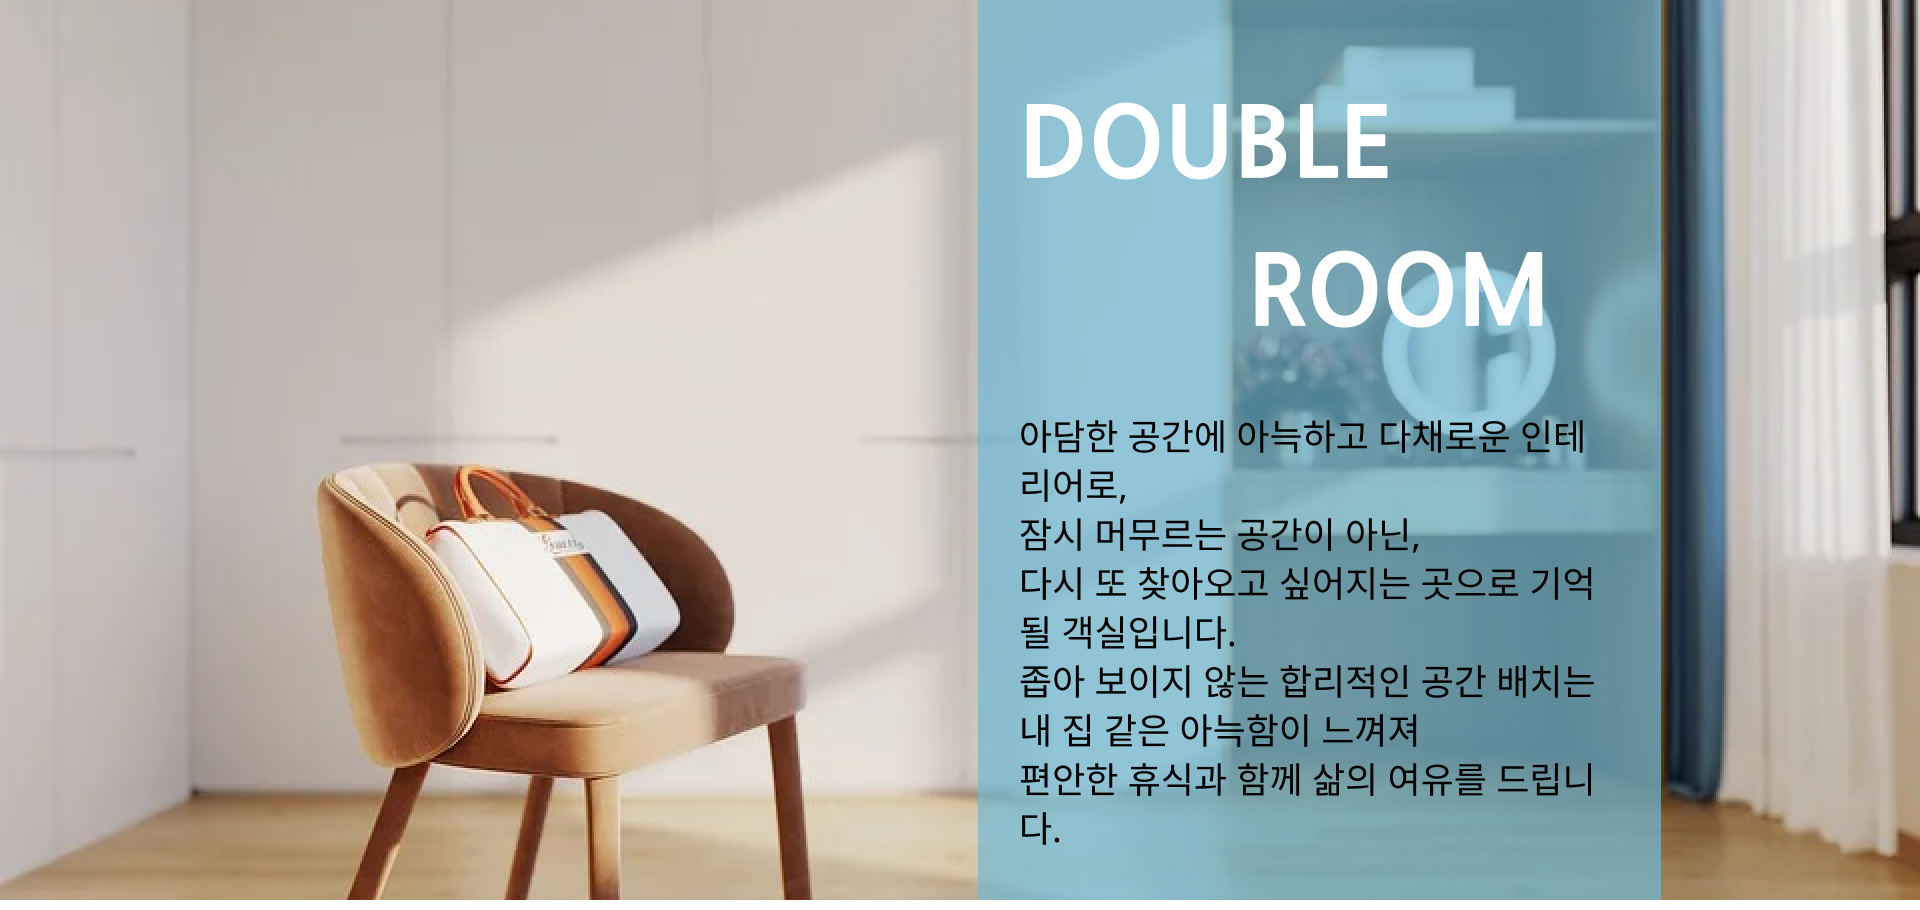 DOUBLE
ROOM
아담한 공간에 아늑하고 다채로운 인테
리어로,
잠시 머무르는 공간이 아닌,
다시 또 찾아오고 싶어지는 곳으로 기억
될 객실입니다.
좁아 보이지 않는 합리적인 공간 배치는
내 집 같은 아늑함이 느껴져
편안한 휴식과 함께 삶의 여유를 드립니
다.